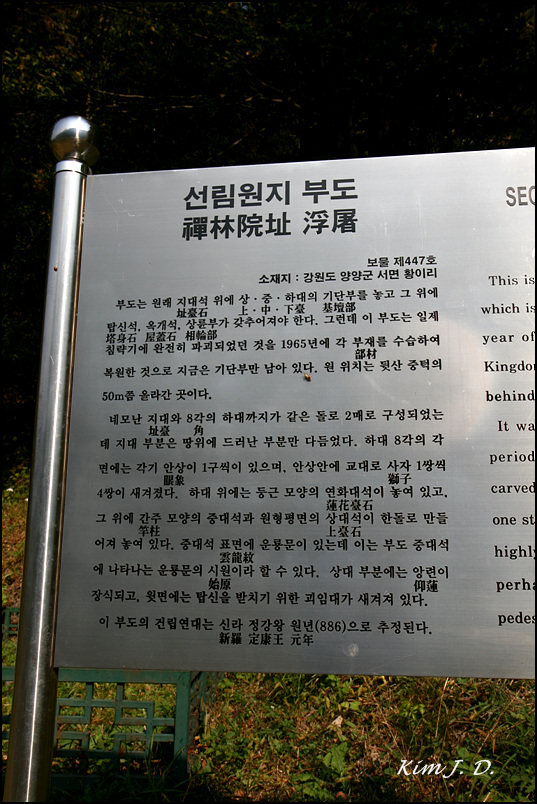 선림원지 부도
禪林院址 浮屠
보물 제447호
소재지 : 강원도 양양군 서면 황이리
부도는 원래 지대석 위에 상·중·하대의 기단부를 놓고 그 위에
址臺石 上·中·下臺 基壇部
탑신석, 옥개석, 상륜부가 갖추어져야 한다. 그런데 이 부도는 일제
塔身石 屋蓋石 相輪部
침략기에 완전히 파괴되었던 것을 1965년에 각 부재를 수습하여
部材
복원한 것으로 지금은 기단부만 남아 있다. 원 위치는 뒷산 중턱의
50m쯤 올라간 곳이다.
네모난 지대와 8각의 하대까지가 같은 돌로 2매로 구성되었는
址臺 角
데 지대 부분은 땅위에 드러난 부분만 다듬었다. 하대 8각의 각
면에는 각기 안상이 1구씩이 있으며, 안상안에 교대로 사자 1쌍씩
眼象 獅子
4쌍이 새겨졌다. 하대 위에는 둥근 모양의 연화대석이 놓여 있고,
蓮花臺石
그 위에 간주 모양의 중대석과 원형평면의 상대석이 한돌로 만들
竿柱 上臺石
어져 놓여 있다. 중대석 표면에 운룡문이 있는데 이는 부도 중대석
雲龍紋
에 나타나는 운룡문의 시원이라 할 수 있다. 상대 부분에는 앙련이
始原 仰蓮
장식되고, 윗면에는 탑신을 받치기 위한 괴임대가 새겨져 있다.
이 부도의 건립연대는 신라 정강왕 원년(886)으로 추정된다.
新羅 定康王 元年
SEO
This is
which is
year of
Kingdo
behind
It wa
period
carved
one st
highly
perha
pedes
Kim J. D.